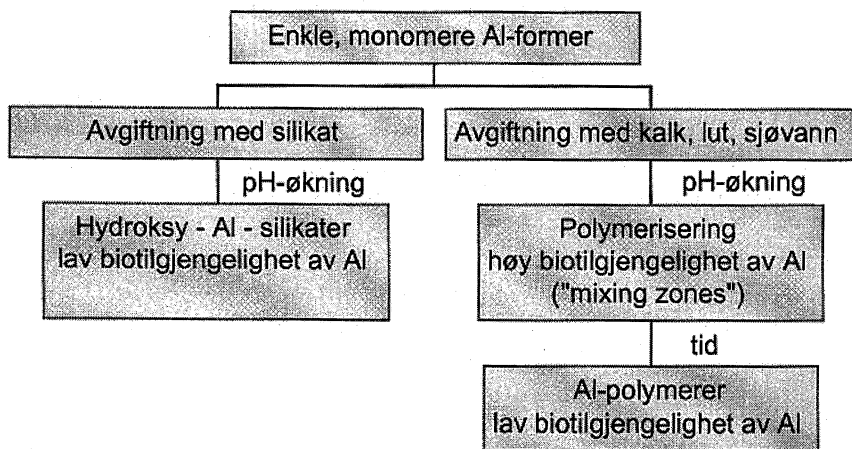 Enkle, monomere Al-former
Avgiftning med silikat
Avgiftning med kalk, lut, sjøvann
pH-økning
pH-økning
Hydroksy - Al - silikater
lav biotilgjengelighet av Al
Polymerisering
høy biotilgjengelighet av Al
("mixing zones")
tid
Al-polymerer
lav biotilgjengelighet av Al